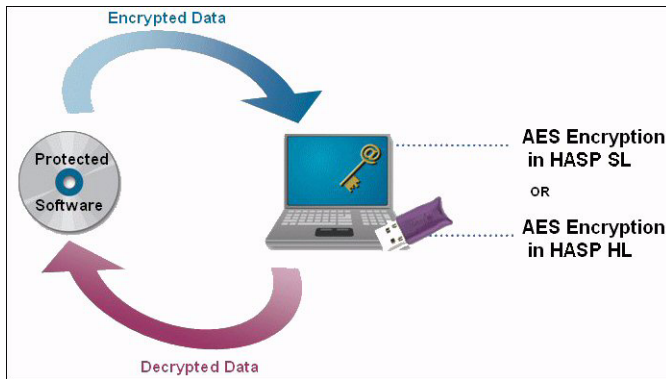 Encrypted Data
Protected
Software
AES Encryption
in HASP SL
OR
AES Encryption
in HASP HL
Decrypted Data